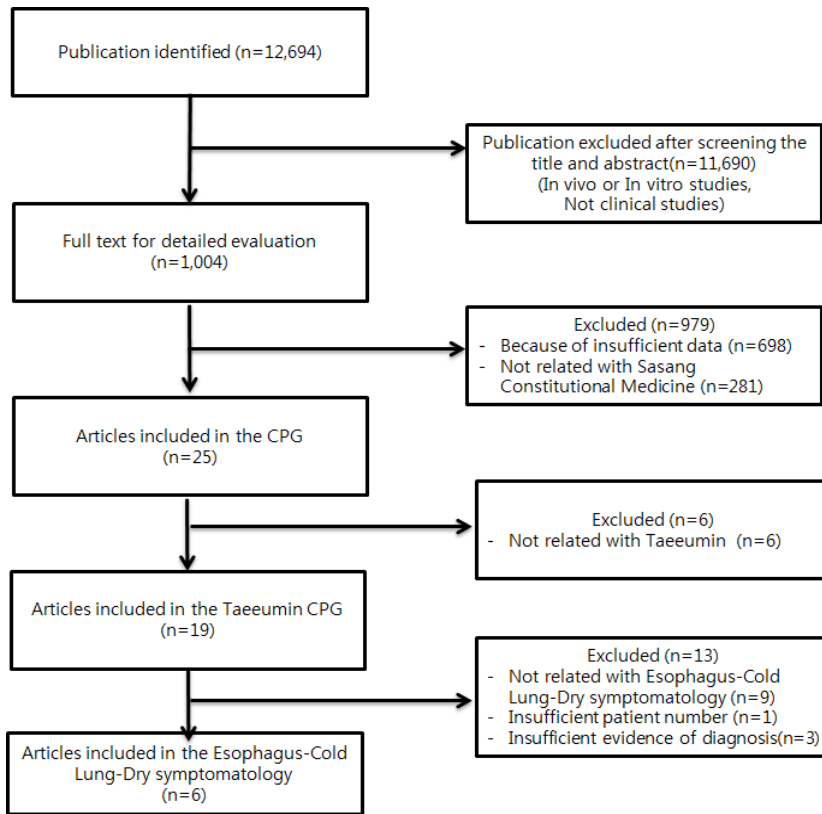 Publication identified (n=12,694)
Publication excluded after screening the
title and abstract(n=11,690)
(In vivo or In vitro studies,
Not clinical studies)
Full text for detailed evaluation
(n=1,004)
Excluded (n=979)
- Because of insufficient data (n=698)
- Not related with Sasang
Constitutional Medicine (n=281)
Articles included in the CPG
(n=25)
Excluded (n=6)
- Not related with Taeeumin (n=6)
Articles included in the Taeeumin CPG
(n=19)
Excluded (n=13)
- Not related with Esophagus-Cold
Lung-Dry symptomatology (n=9)
- Insufficient patient number (n=1)
- Insufficient evidence of diagnosis(n=3)
Articles included in the Esophagus-Cold
Lung-Dry symptomatology
(n=6)